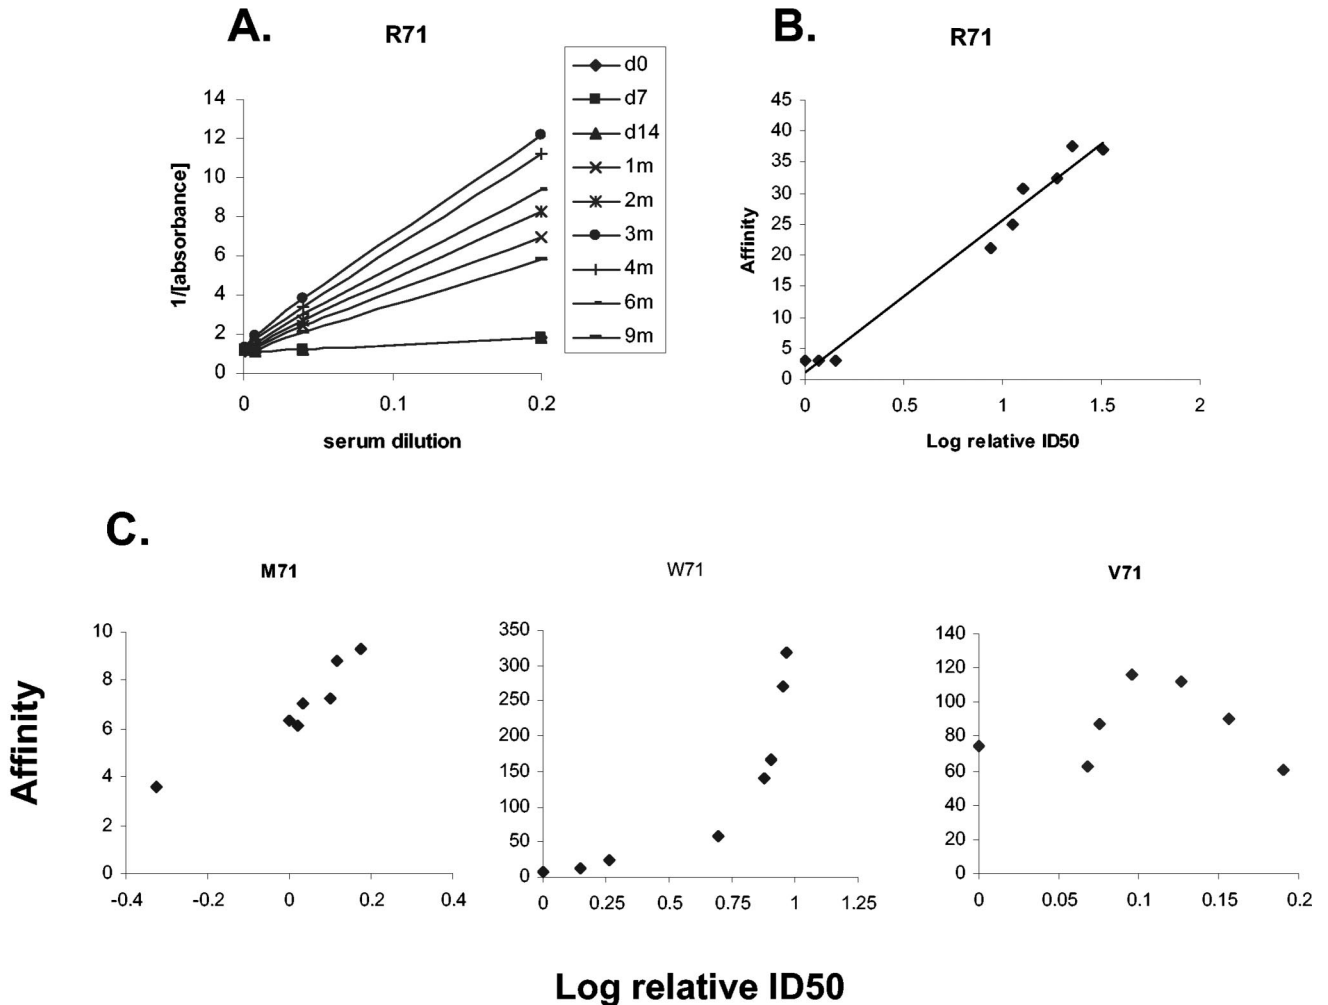 A.
R71
1/[absorbance]
14
12
10
8
6
4
2
0
0
0.1
0.2
serum dilution
d0
d7
d14
1m
2m
3m
4m
6m
9m
B.
R71
Affinity
45
40
35
30
25
20
15
10
5
0
0
0.5
1
1.5
2
Log relative ID50
C.
Affinity
M71
10
8
6
4
2
0
-0.4
-0.2
0
0.2
0.4
W71
350
300
250
200
150
100
50
0
0
0.25
0.5
0.75
1
1.25
V71
140
120
100
80
60
40
20
0
0
0.05
0.1
0.15
0.2
Log relative ID50